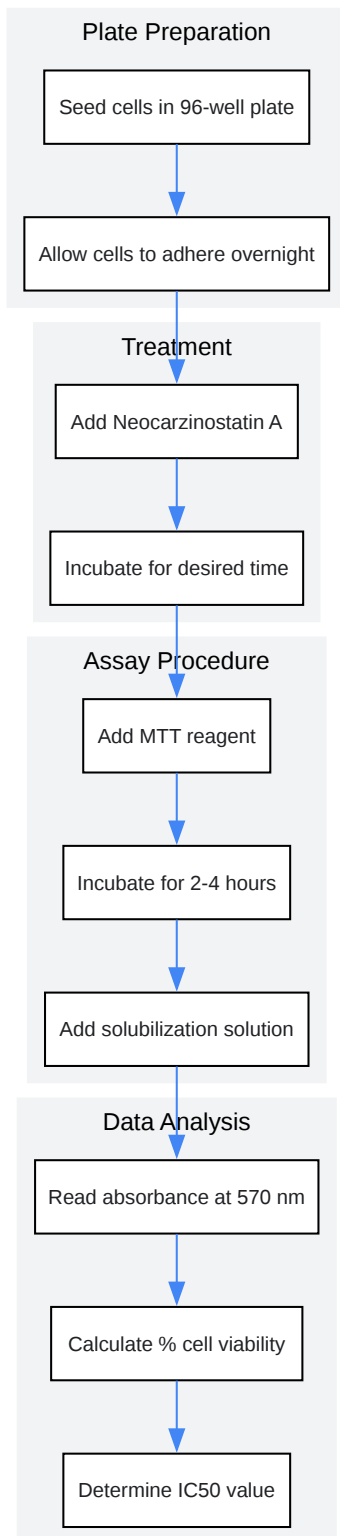 Plate Preparation
Seed cells in 96-well plate
Allow cells to adhere overnight
Treatment
Add Neocarzinostatin A
Incubate for desired time
Assay Procedure
Add MTT reagent
Incubate for 2-4 hours
Add solubilization solution
Data Analysis
Read absorbance at 570 nm
Calculate % cell viability
Determine IC50 value